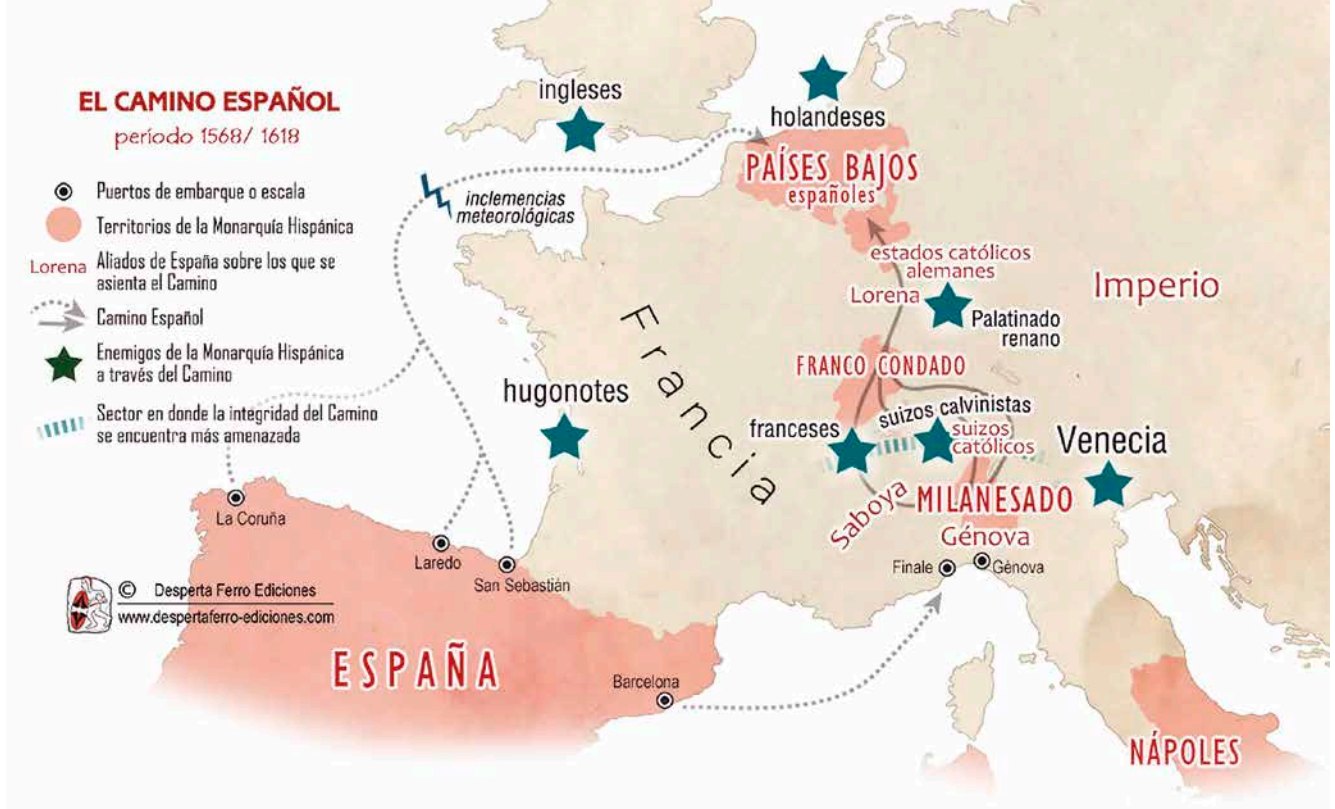 EL CAMINO ESPAÑOL
período 1568/ 1618
Puertos de embarque o escala
Territorios de la Monarquía Hispánica
Lorena
Aliados de España sobre los que se
asienta el Camino
Camino Español
Enemigos de la Monarquía Hispánica
a través del Camino
Sector en donde la integridad del Camino
se encuentra más amenazada
ingleses
holandeses
PAÍSES BAJOS
españoles
inclemencias
meteorológicas
estados católicos
alemanes
Lorena
Imperio
Palatinado
renano
Francia
FRANCO CONDADO
hugonotes
franceses
suizos calvinistas
suizos
católicos
Venecia
Saboya
MILANESADO
Génova
Finale
Génova
La Coruña
Laredo
San Sebastián
© Desperta Ferro Ediciones
www.despertaferro-ediciones.com
ESPAÑA
Barcelona
NÁPOLES